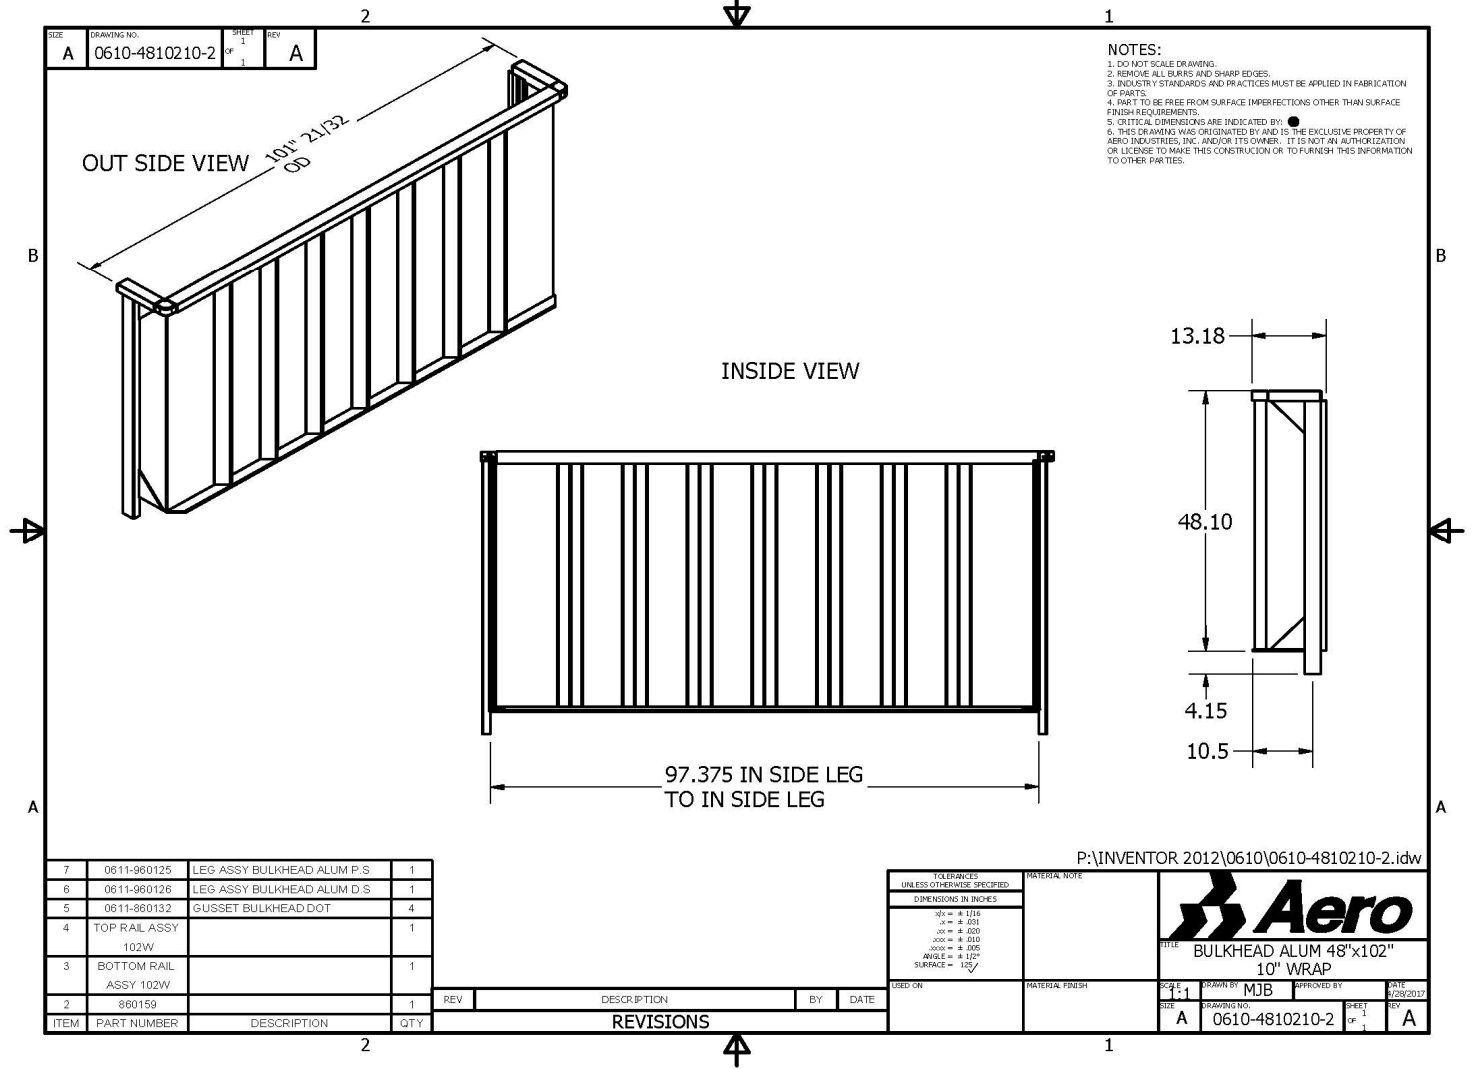 2
1
SIZE
A
DRAWING NO.
0610-4810210-2
SHEET
1
OF
1
REV
A
NOTES:
1. DO NOT SCALE DRAWING.
2. REMOVE ALL BURRS AND SHARP EDGES.
3. INDUSTRY STANDARDS AND PRACTICES MUST BE APPLIED IN FABRICATION
OF PARTS.
4. PART TO BE FREE FROM SURFACE IMPERFECTIONS OTHER THAN SURFACE
FINISH REQUIREMENTS.
5. CRITICAL DIMENSIONS ARE INDICATED BY:
6. THIS DRAWING WAS ORIGINATED BY AND IS THE EXCLUSIVE PROPERTY OF
AERO INDUSTRIES, INC. AND/OR ITS OWNER. IT IS NOT AN AUTHORIZATION
OR LICENSE TO MAKE THIS CONSTRUCION OR TO FURNISH THIS INFORMATION
TO OTHER PARTIES.
OUT SIDE VIEW
101" 21/32
OD
B
B
INSIDE VIEW
13.18
48.10
4.15
10.5
97.375 IN SIDE LEG
TO IN SIDE LEG
A
A
P:\INVENTOR 2012\0610\0610-4810210-2.idw
7 0611-960125 LEG ASSY BULKHEAD ALUM P.S 1
6 0611-960126 LEG ASSY BULKHEAD ALUM D.S 1
5 0611-860132 GUSSET BULKHEAD DOT 4
4 TOP RAIL ASSY 1
102W
3 BOTTOM RAIL 1
ASSY 102W
2 860159 1
ITEM PART NUMBER DESCRIPTION QTY
REV DESCRIPTION BY DATE
REVISIONS
TOLERANCES
UNLESS OTHERWISE SPECIFIED
DIMENSIONS IN INCHES
x/x = ± 1/16
.x = ± .031
.xx = ± .020
.xxx = ± .010
.xxxx = ± .005
ANGLE = ± 1/2°
SURFACE = 125
USED ON
MATERIAL NOTE
MATERIAL FINISH
Aero
TITLE
BULKHEAD ALUM 48"x102"
10" WRAP
SCALE
1:1
DRAWN BY
MJB
APPROVED BY
DATE
4/28/2017
SIZE
A
DRAWING NO.
0610-4810210-2
SHEET
1
OF
1
REV
A
2
1